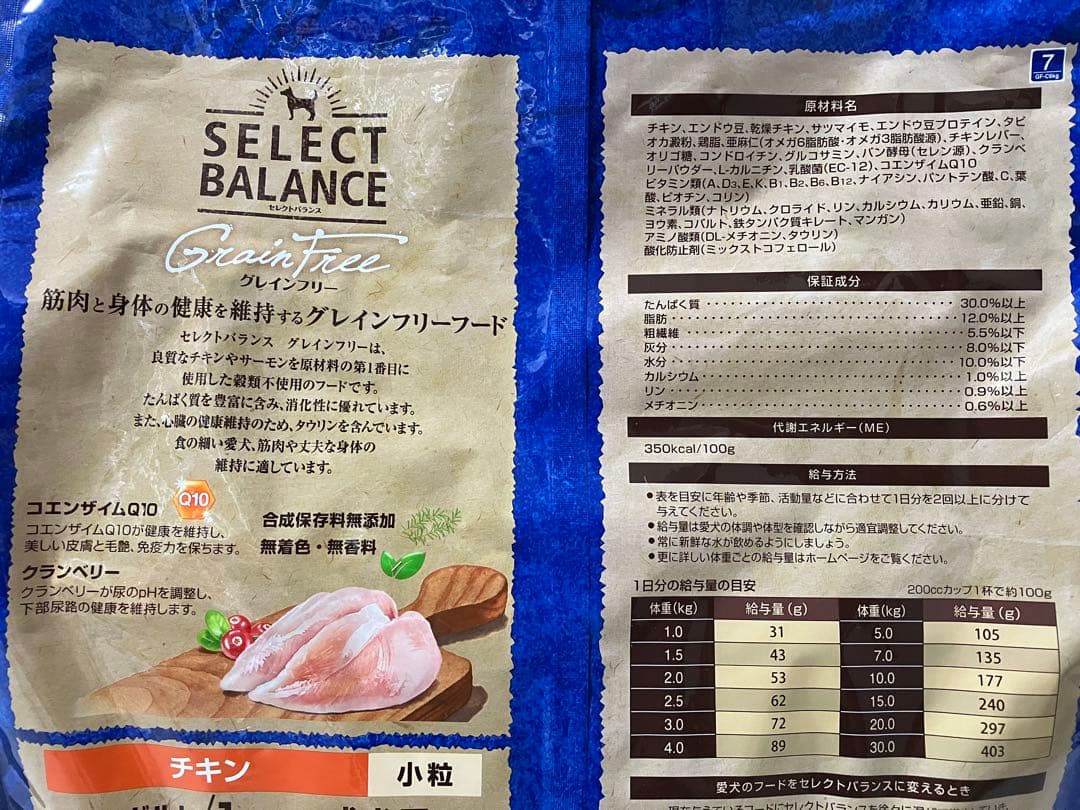 SELECT
BALANCE
セレクトバランス
Grain Free
グレインフリー
筋肉と身体の健康を維持するグレインフリーフード
セレクトバランス グレインフリーは、
良質なチキンやサーモンを原材料の第1番目に
使用した穀類不使用のフードです。
たんぱく質を豊富に含み、消化性に優れています。
また、心臓の健康維持のため、タウリンを含んでいます。
食の細い愛犬、筋肉や丈夫な身体の
維持に適しています。
コエンザイムQ10
Q10
コエンザイムQ10が健康を維持し、
美しい皮膚と毛艶、免疫力を保ちます。
合成保存料無添加
無着色・無香料
クランベリー
クランベリーが尿のpHを調整し、
下部尿路の健康を維持します。
チキン
小粒
7
GF-C6kg
原材料名
チキン、エンドウ豆、乾燥チキン、サツマイモ、エンドウ豆プロテイン、タピ
オカ澱粉、鶏脂、亜麻仁(オメガ6脂肪酸・オメガ3脂肪酸源)、チキンレバー、
オリゴ糖、コンドロイチン、グルコサミン、パン酵母(セレン源)、クランベ
リーパウダー、L-カルニチン、乳酸菌(EC-12)、コエンザイムQ10
ビタミン類(A、D3、E、K、B1、B2、B6、B12、ナイアシン、パントテン酸、C、葉
酸、ビオチン、コリン)
ミネラル類(ナトリウム、クロライド、リン、カルシウム、カリウム、亜鉛、銅、
ヨウ素、コバルト、鉄タンパク質キレート、マンガン)
アミノ酸類(DL-メチオニン、タウリン)
酸化防止剤(ミックストコフェロール)
保証成分
たんぱく質 30.0%以上
脂肪 12.0%以上
粗繊維 5.5%以下
灰分 8.0%以下
水分 10.0%以下
カルシウム 1.0%以上
リン 0.9%以上
メチオニン 0.6%以上
代謝エネルギー(ME)
350kcal/100g
給与方法
●表を目安に年齢や季節、活動量などに合わせて1日分を2回以上に分けて
与えてください。
●給与量は愛犬の体調や体型を確認しながら適宜調整してください。
●常に新鮮な水が飲めるようにしましょう。
●更に詳しい体重ごとの給与量はホームページをご覧ください。
1日分の給与量の目安
200ccカップ1杯で約100g
体重(kg) 給与量(g) 体重(kg) 給与量(g)
1.0 31 5.0 105
1.5 43 7.0 135
2.0 53 10.0 177
2.5 62 15.0 240
3.0 72 20.0 297
4.0 89 30.0 403
愛犬のフードをセレクトバランスに変えるとき